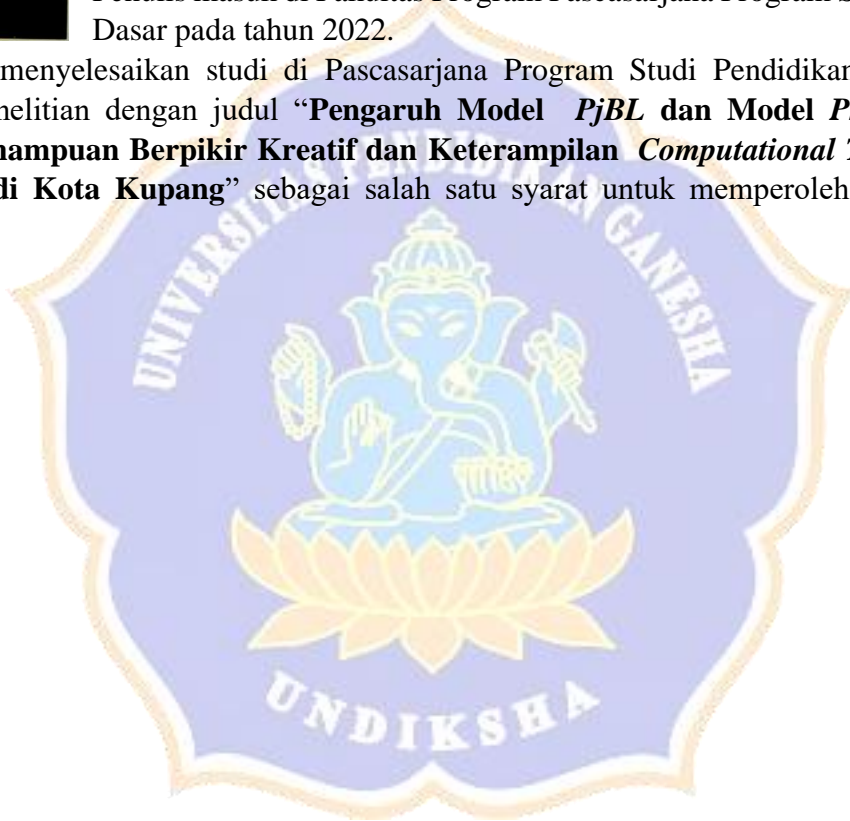 Dasar pada tahun 2022.
menyelesaikan studi di Pascasarjana Program Studi Pendidikan
nelitian dengan judul “Pengaruh Model PjBL dan Model
nampuan Berpikir Kreatif dan Keterampilan Computational
di Kota Kupang” sebagai salah satu syarat untuk memperoleh
UNIVERSITAS PENDIDIKAN GANESHA
UNDIKSHA